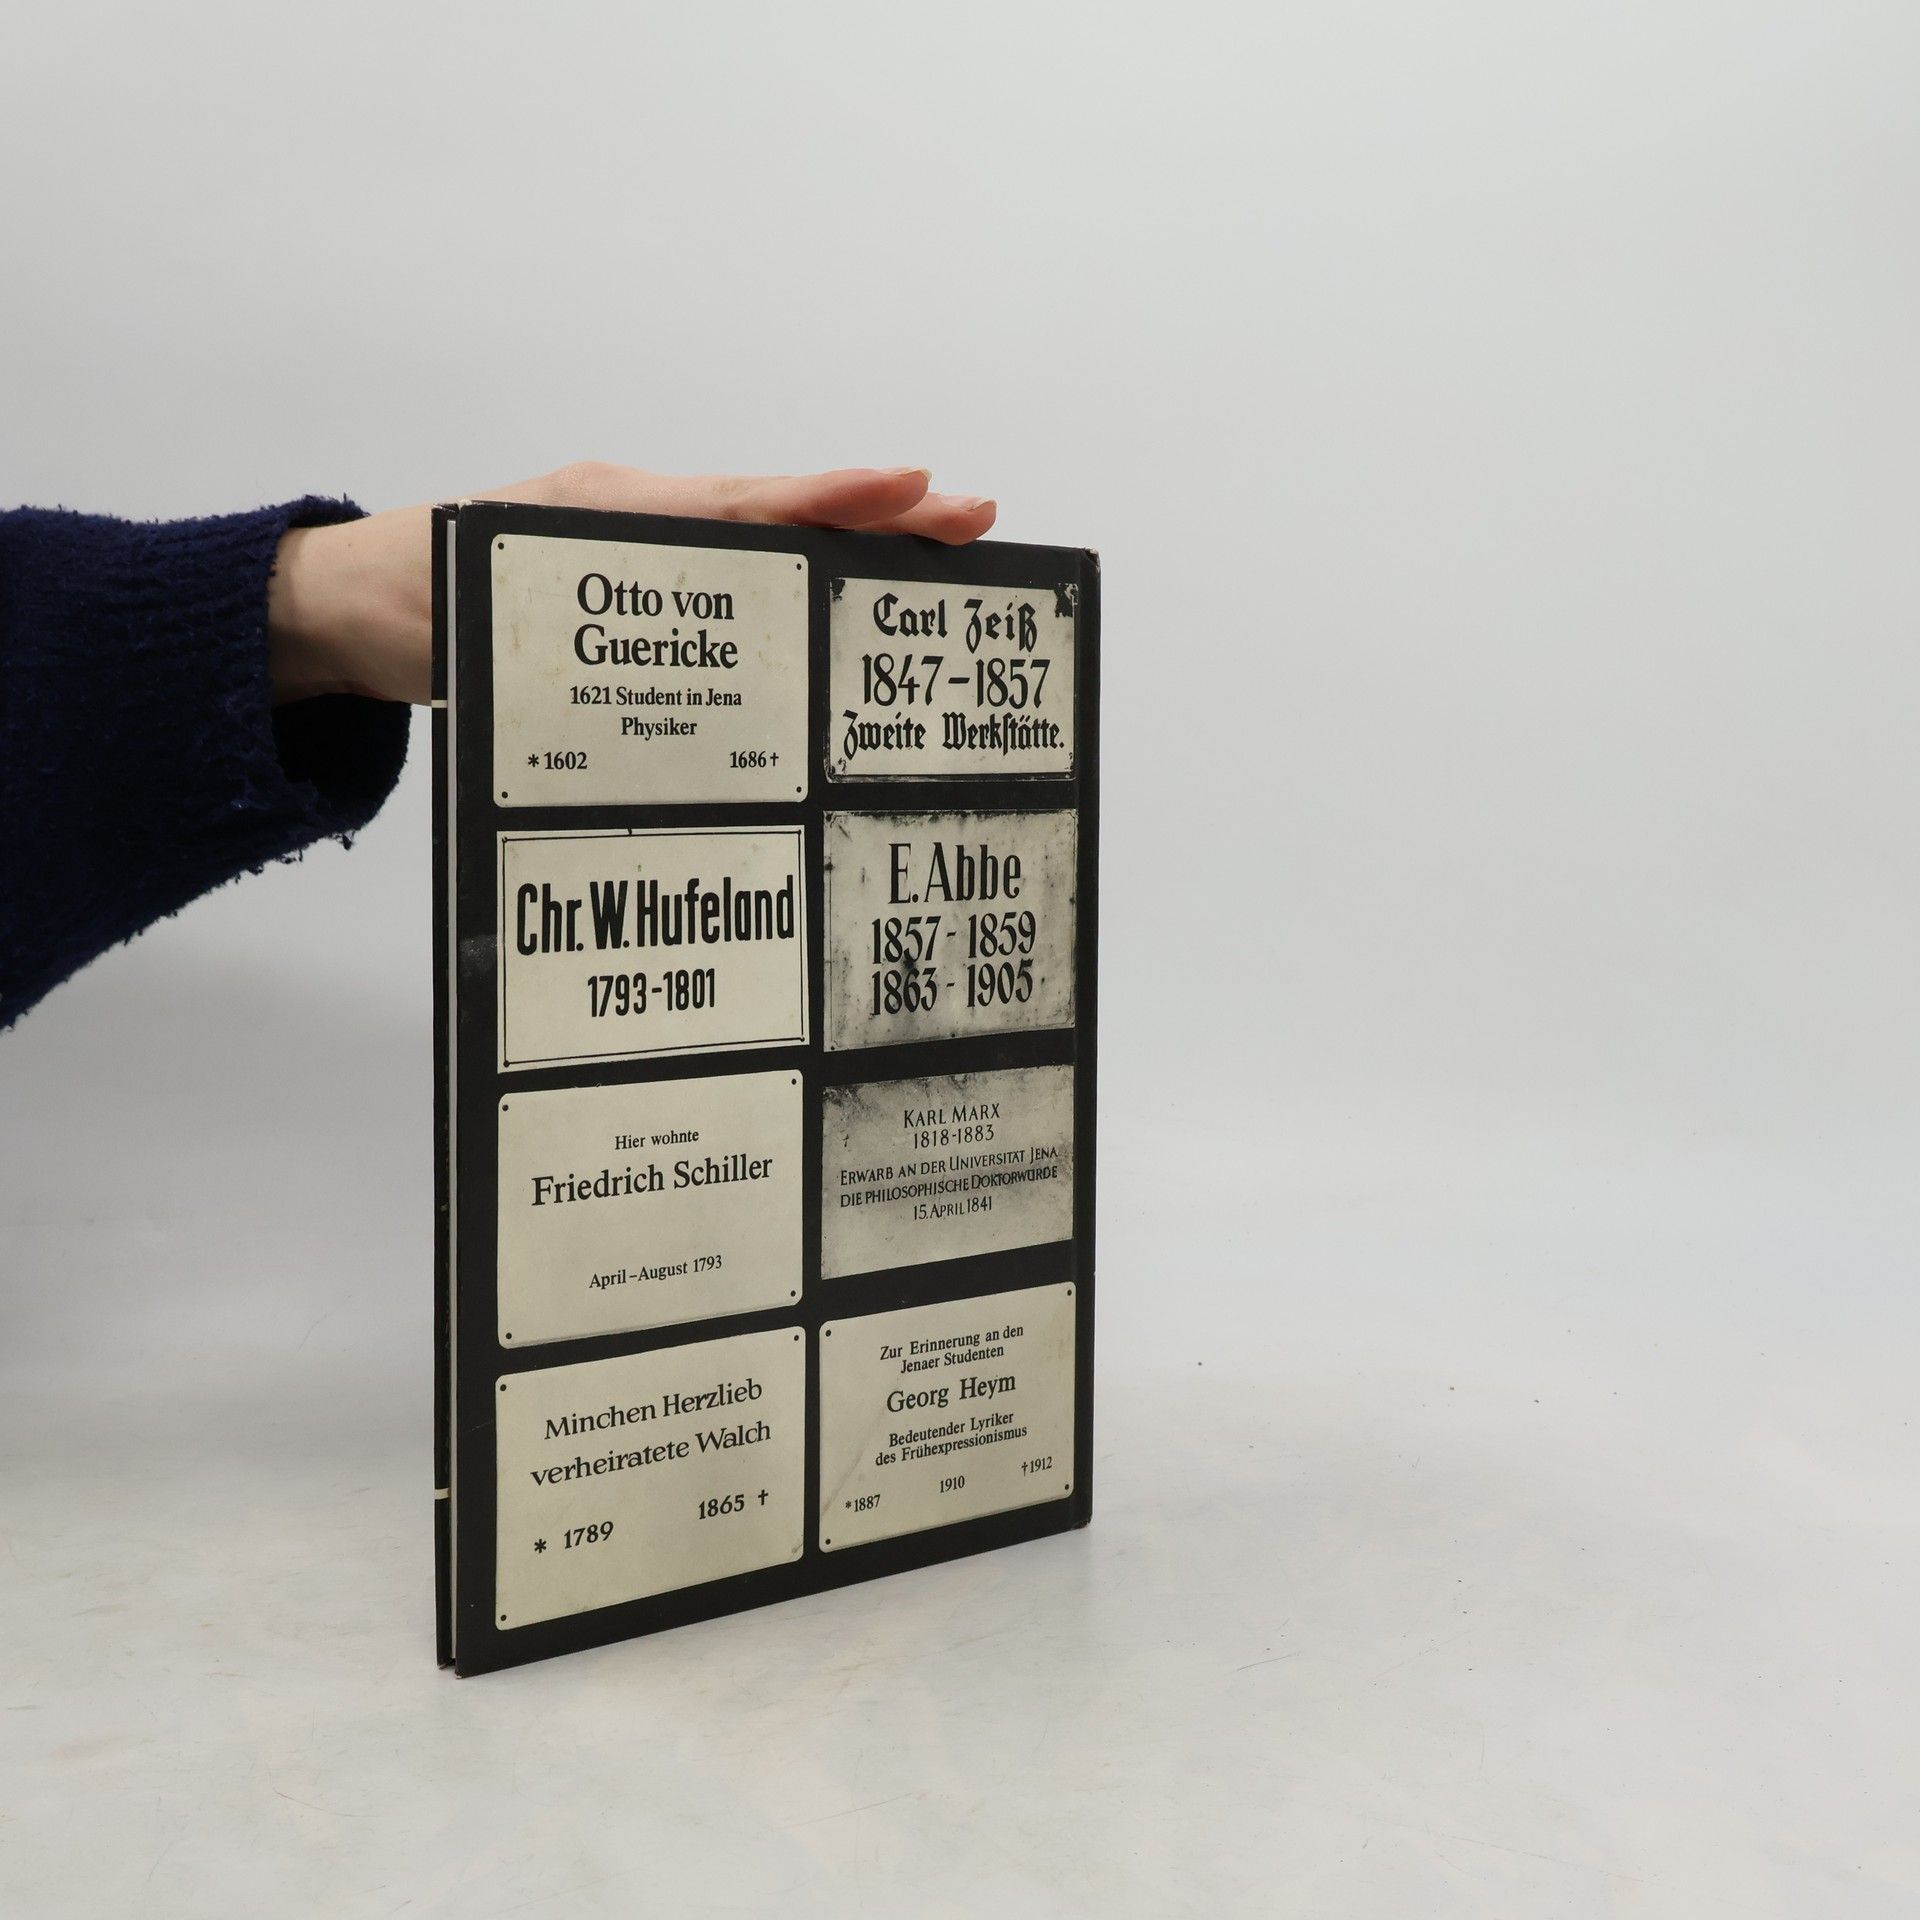 Otto von
Guericke
1621 Student in Jena
Physiker
*1602 1686†
Carl Zeiß
1847–1857
Zweite Werkstätte.
Chr. W. Hufeland
1793-1801
E. Abbe
1857- 1859
1863- 1905
Hier wohnte
Friedrich Schiller
April–August 1793
KARL MARX
1818-1883
ERWARB AN DER UNIVERSITÄT JENA
DIE PHILOSOPHISCHE DOKTORWÜRDE
15. APRIL 1841
Minchen Herzlieb
verheiratete Walch
* 1789 1865 †
Zur Erinnerung an den
Jenaer Studenten
Georg Heym
Bedeutender Lyriker
des Frühexpressionismus
*1887 1910 †1912